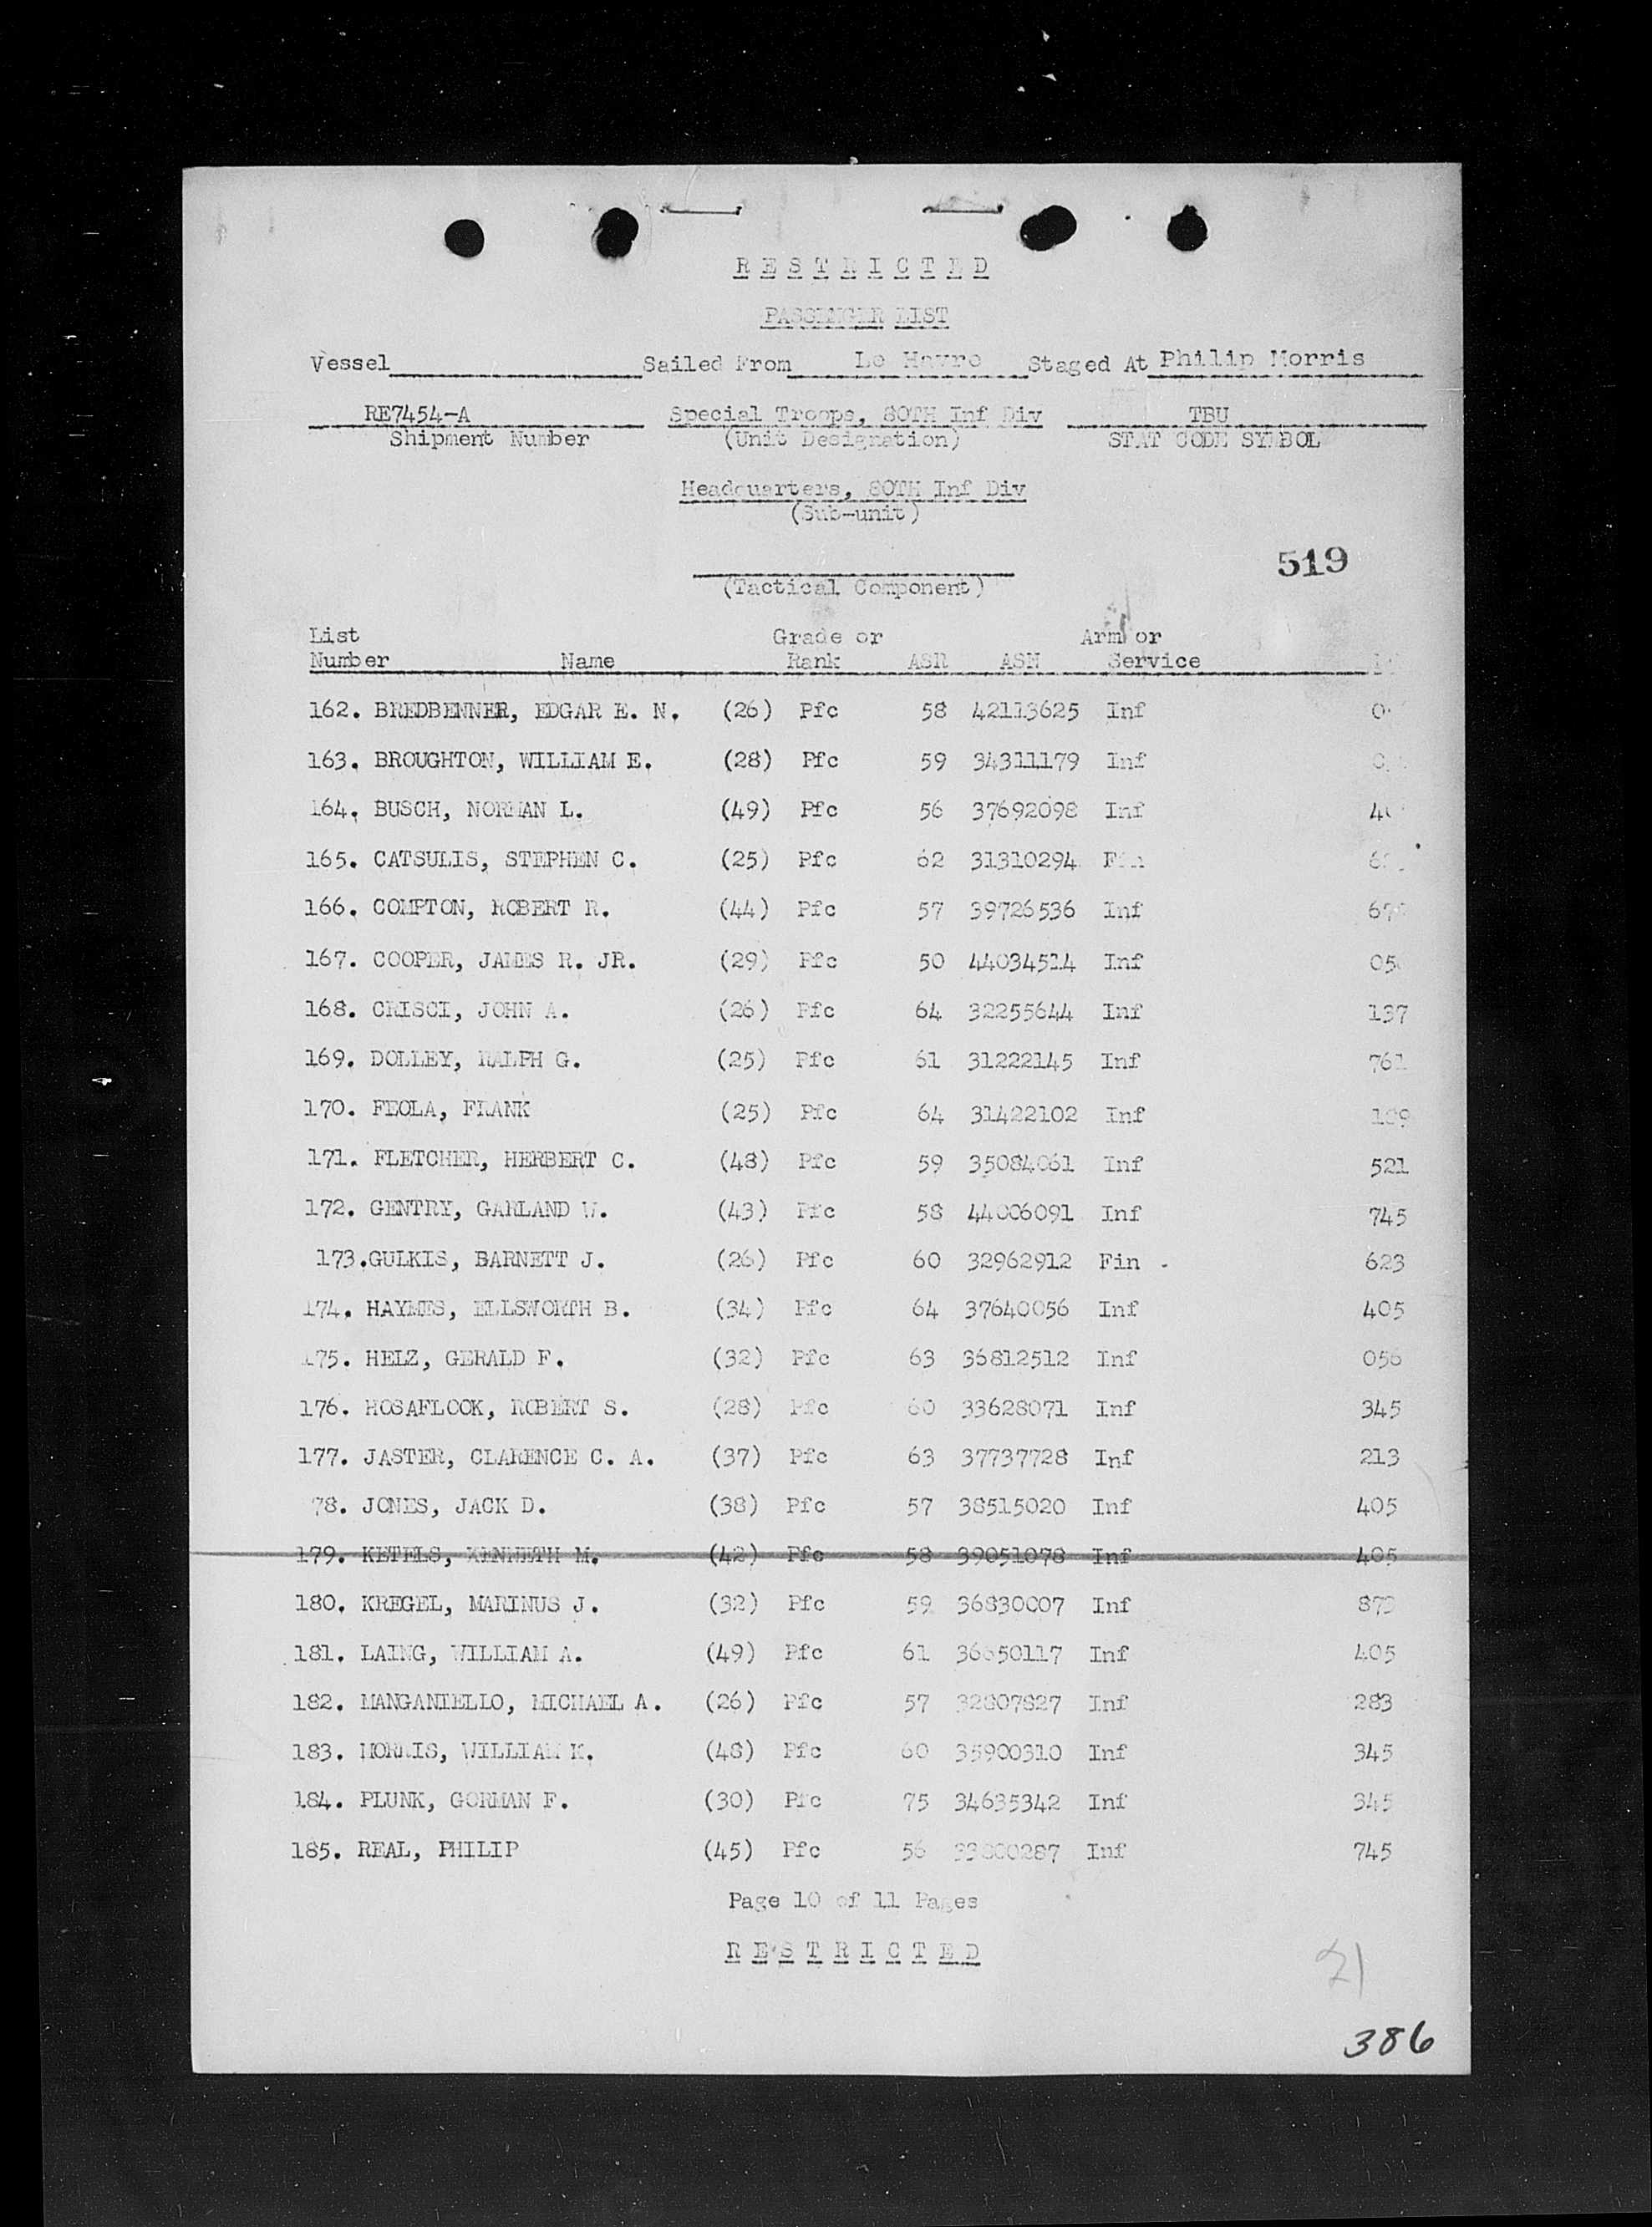 RESTRICTED
PASSENGER LIST
Vessel Sailed From Le Havre Staged At Philip Morris
RE7454-A Special Troops, 80TH Inf Div TBU
Shipment Number (Unit Designation) STAT CODE SYMBOL
Headquarters, 80TH Inf Div
(Sub-unit)
519
(Tactical Component)
List Grade or Arm or
Number Name Rank ASR ASN Service
162. BREDBENNER, EDGAR E. N. (26) Pfc 58 42113625 Inf
163. BROUGHTON, WILLIAM E. (28) Pfc 59 34311179 Inf
164. BUSCH, NORMAN L. (49) Pfc 56 37692098 Inf
165. CATSULIS, STEPHEN C. (25) Pfc 62 31310294 Fin
166. COMPTON, ROBERT R. (44) Pfc 57 39726536 Inf
167. COOPER, JAMES R. JR. (29) Pfc 50 44034514 Inf
168. CRISCI, JOHN A. (26) Pfc 64 32255644 Inf 137
169. DOLLEY, RALPH G. (25) Pfc 61 31222145 Inf 761
170. FEOLA, FRANK (25) Pfc 64 31422102 Inf
171. FLETCHER, HERBERT C. (48) Pfc 59 35084061 Inf 521
172. GENTRY, GARLAND W. (43) Pfc 58 44006091 Inf 745
173.GULKIS, BARNETT J. (26) Pfc 60 32962912 Fin 623
174. HAYMES, ELLSWORTH B. (34) Pfc 64 37640056 Inf 405
175. HELZ, GERALD F. (32) Pfc 63 36812512 Inf 056
176. HOSAFLOOK, ROBERT S. (28) Pfc 60 33628071 Inf 345
177. JASTER, CLARENCE C. A. (37) Pfc 63 37737728 Inf 213
78. JONES, JACK D. (38) Pfc 57 38515020 Inf 405
179. KETELS, KENNETH M. (42) Pfc 58 39051078 Inf 405
180. KREGEL, MARINUS J. (32) Pfc 59 36830007 Inf
181. LAING, WILLIAM A. (49) Pfc 61 36650117 Inf 405
182. MANGANIELLO, MICHAEL A. (26) Pfc 57 32807827 Inf 283
183. MORRIS, WILLIAM K. (48) Pfc 60 35900310 Inf 345
184. PLUNK, GORMAN F. (30) Pfc 75 34635342 Inf 345
185. REAL, PHILIP (45) Pfc 56 33800287 Inf 745
Page 10 of 11 Pages
RESTRICTED
21
386